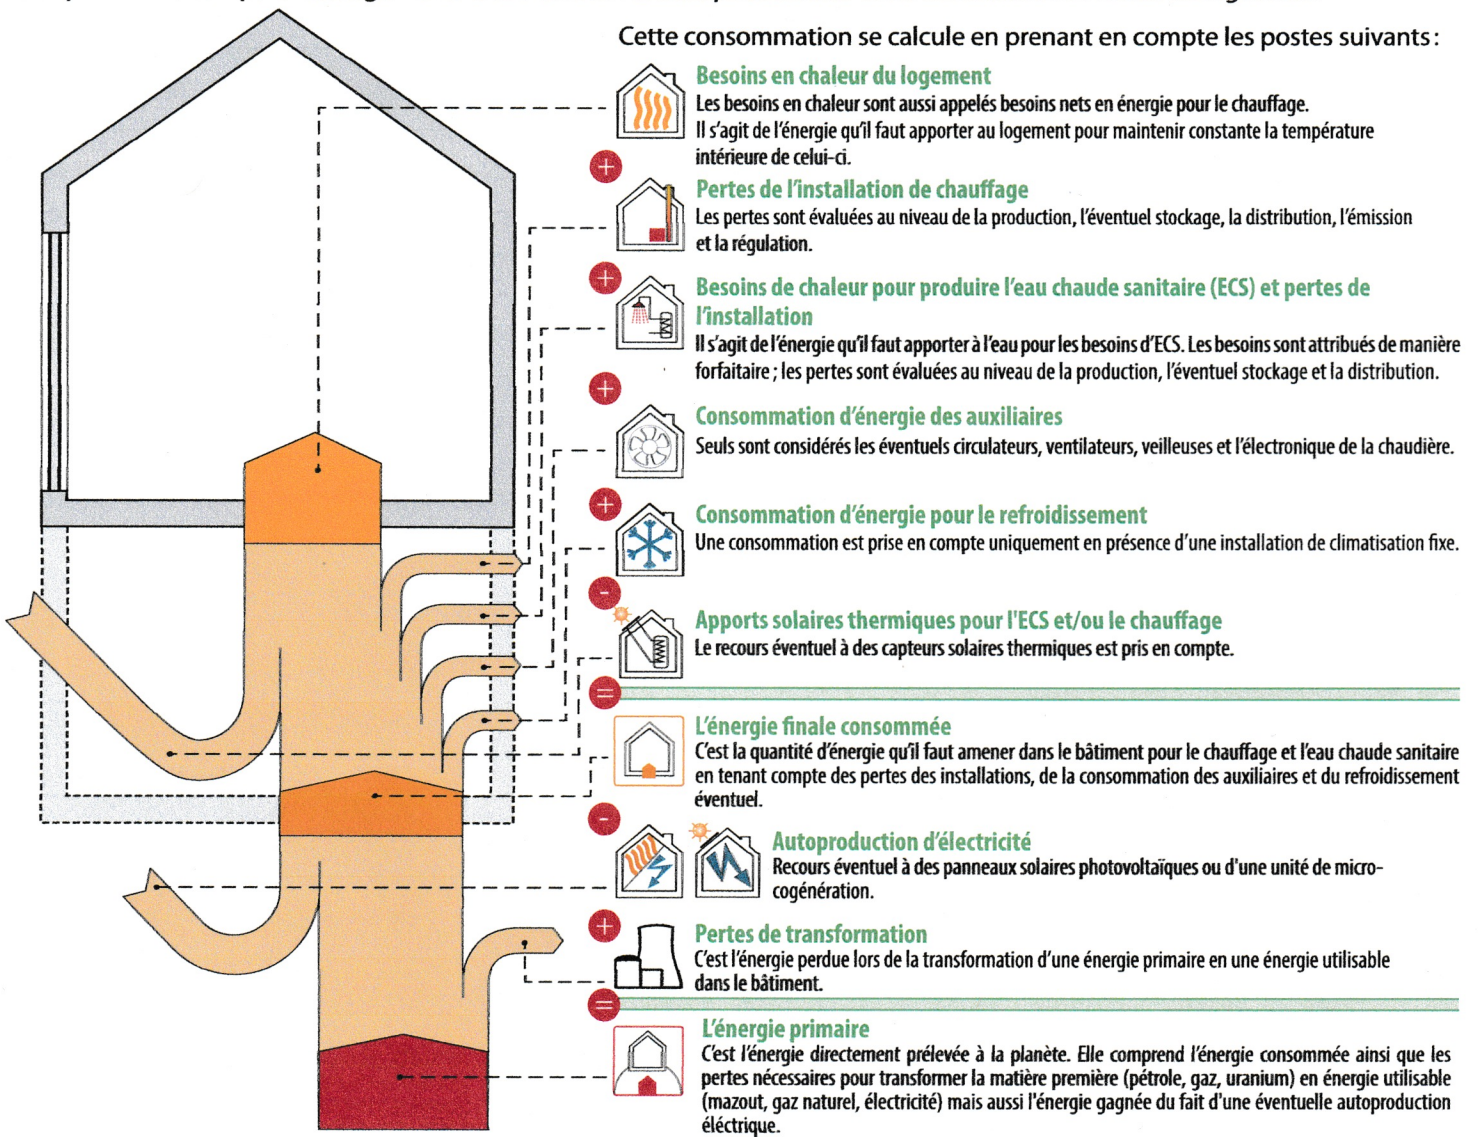 Cette consommation se calcule en prenant en compte les postes suivants :
Besoins en chaleur du logement
Les besoins en chaleur sont aussi appelés besoins nets en énergie pour le chauffage.
Il s'agit de l'énergie qu'il faut apporter au logement pour maintenir constante la température
intérieure de celui-ci.
+
Pertes de l'installation de chauffage
Les pertes sont évaluées au niveau de la production, l'éventuel stockage, la distribution, l'émission
et la régulation.
+
Besoins de chaleur pour produire l'eau chaude sanitaire (ECS) et pertes de
l'installation
Il s'agit de l'énergie qu'il faut apporter à l'eau pour les besoins d'ECS. Les besoins sont attribués de manière
forfaitaire ; les pertes sont évaluées au niveau de la production, l'éventuel stockage et la distribution.
+
Consommation d'énergie des auxiliaires
Seuls sont considérés les éventuels circulateurs, ventilateurs, veilleuses et l'électronique de la chaudière.
+
Consommation d'énergie pour le refroidissement
Une consommation est prise en compte uniquement en présence d'une installation de climatisation fixe.
-
Apports solaires thermiques pour l'ECS et/ou le chauffage
Le recours éventuel à des capteurs solaires thermiques est pris en compte.
=
L'énergie finale consommée
C'est la quantité d'énergie qu'il faut amener dans le bâtiment pour le chauffage et l'eau chaude sanitaire
en tenant compte des pertes des installations, de la consommation des auxiliaires et du refroidissement
éventuel.
-
Autoproduction d'électricité
Recours éventuel à des panneaux solaires photovoltaïques ou d'une unité de micro-
cogénération.
+
Pertes de transformation
C'est l'énergie perdue lors de la transformation d'une énergie primaire en une énergie utilisable
dans le bâtiment.
=
L'énergie primaire
C'est l'énergie directement prélevée à la planète. Elle comprend l'énergie consommée ainsi que les
pertes nécessaires pour transformer la matière première (pétrole, gaz, uranium) en énergie utilisable
(mazout, gaz naturel, électricité) mais aussi l'énergie gagnée du fait d'une éventuelle autoproduction
éléctrique.